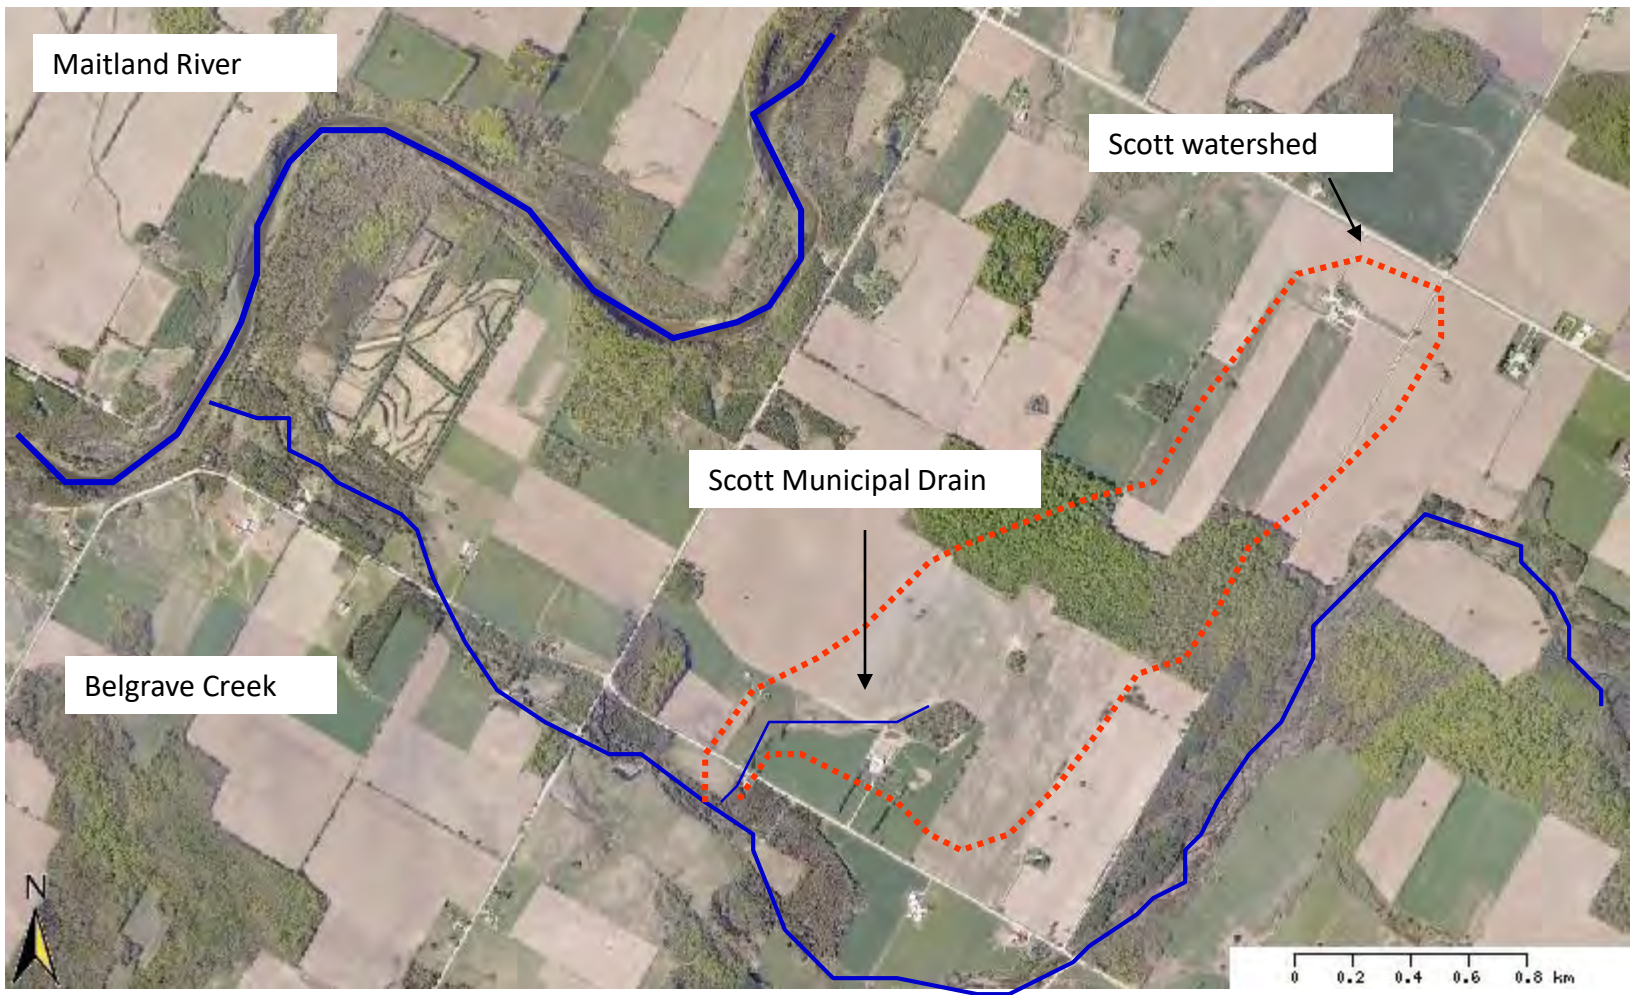 Maitland River
Scott watershed
Scott Municipal Drain
Belgrave Creek
N
0 0.2 0.4 0.6 0.8 km